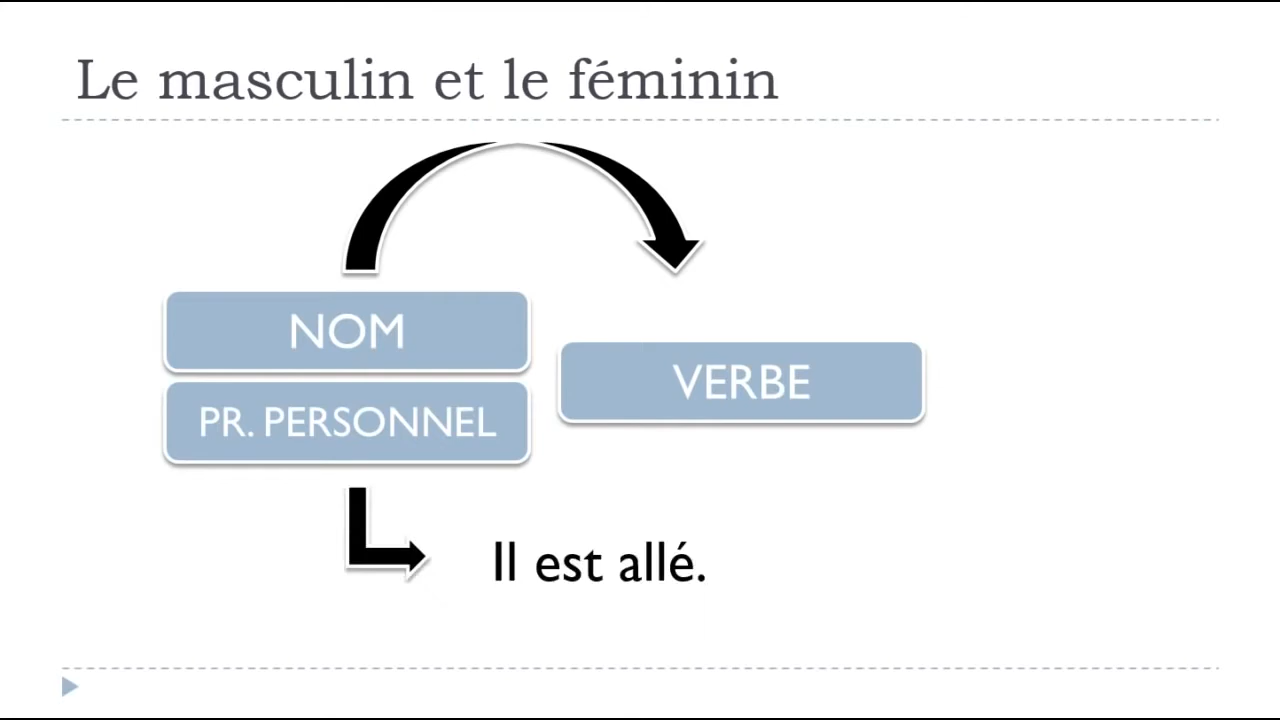 Le masculin et le féminin
NOM
PR. PERSONNEL
VERBE
Il est allé.